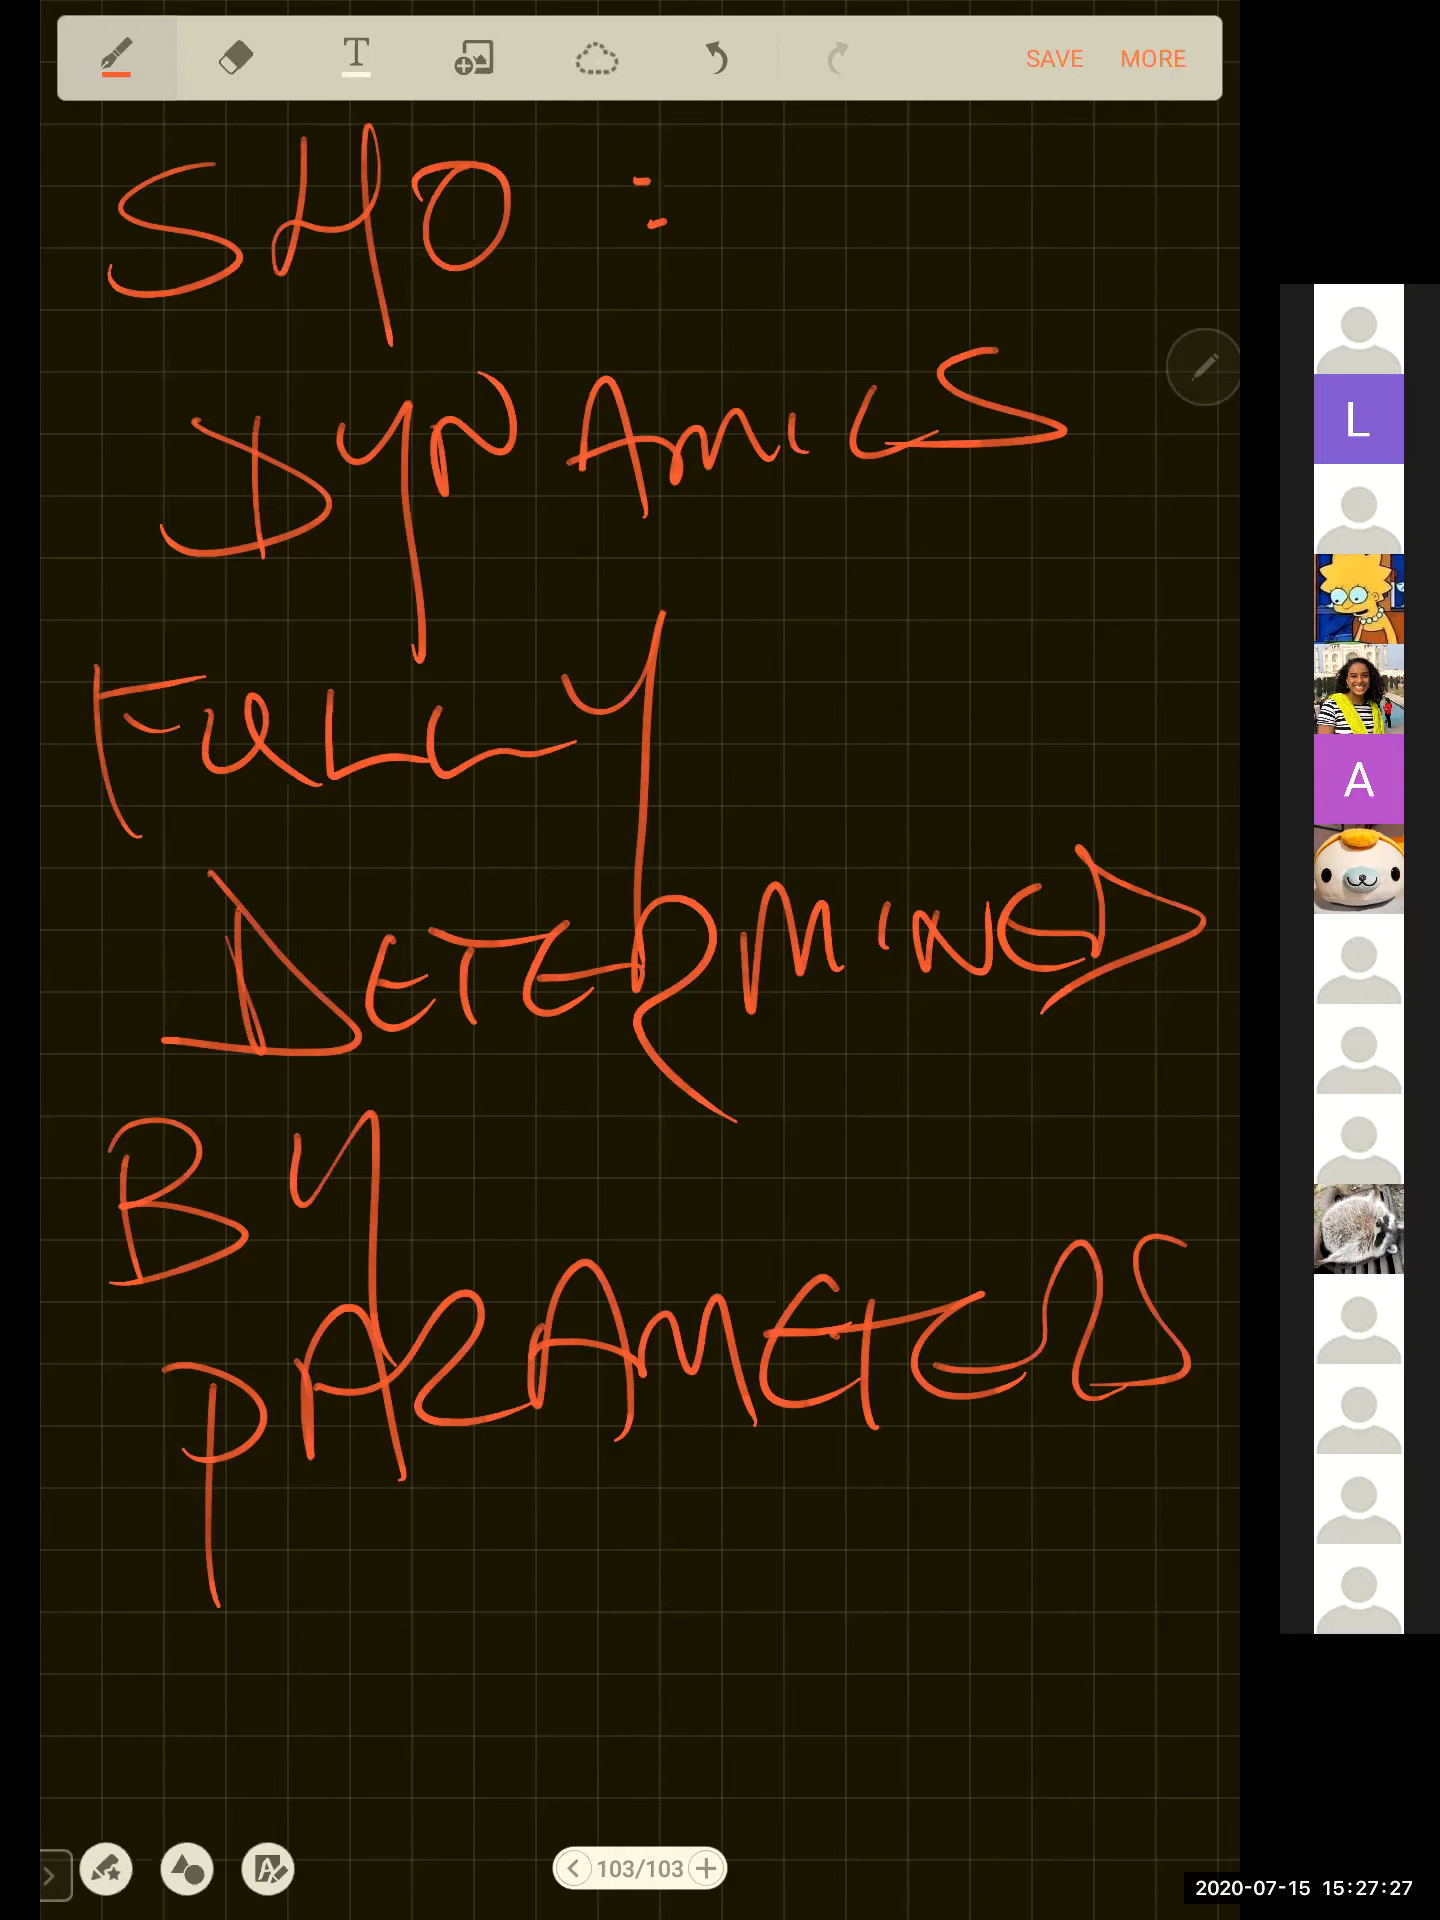 T
SAVE MORE
SHO :
DYNAMICS
FULLY
DETERMINED
BY
PARAMETERS
L
A
103/103
2020-07-15 15:27:27